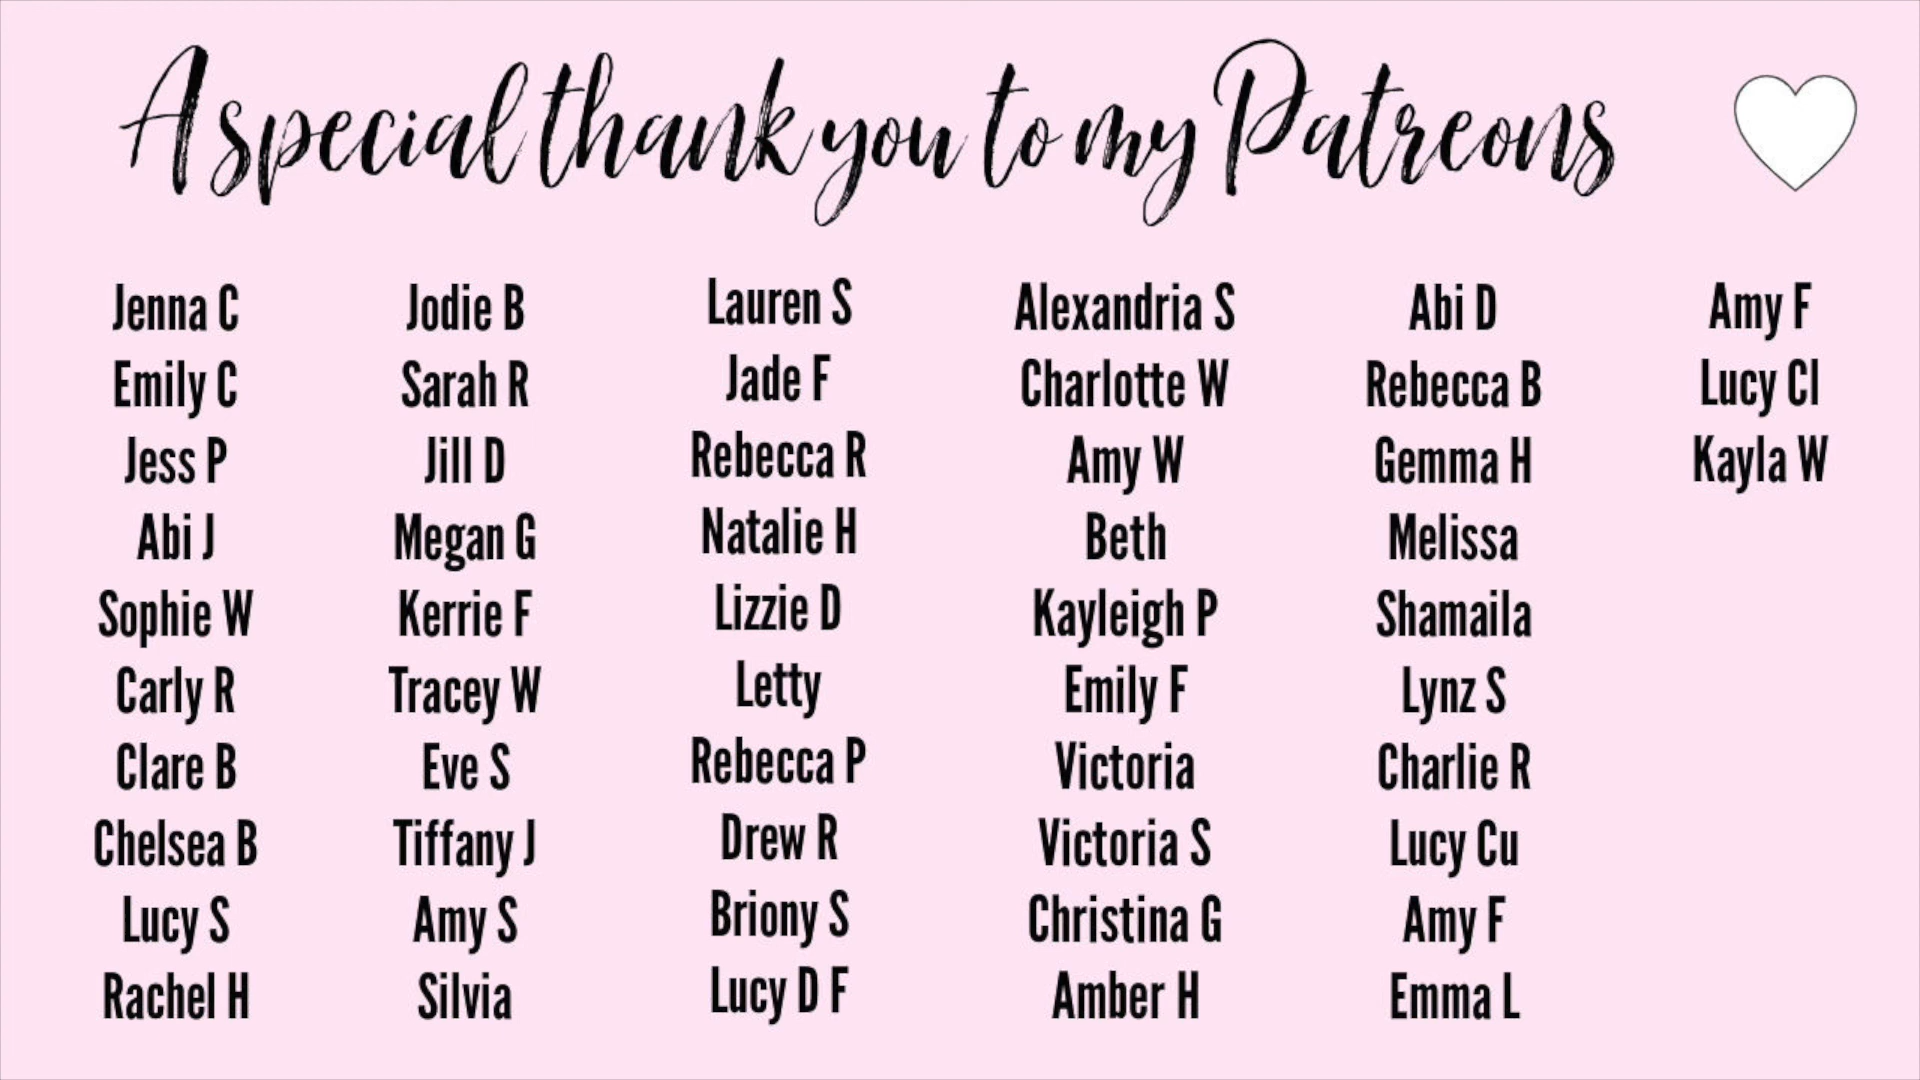 A special thank you to my Patreons
Jenna C
Emily C
Jess P
Abi J
Sophie W
Carly R
Clare B
Chelsea B
Lucy S
Rachel H
Jodie B
Sarah R
Jill D
Megan G
Kerrie F
Tracey W
Eve S
Tiffany J
Amy S
Silvia
Lauren S
Jade F
Rebecca R
Natalie H
Lizzie D
Letty
Rebecca P
Drew R
Briony S
Lucy D F
Alexandria S
Charlotte W
Amy W
Beth
Kayleigh P
Emily F
Victoria
Victoria S
Christina G
Amber H
Abi D
Rebecca B
Gemma H
Melissa
Shamaila
Lynz S
Charlie R
Lucy Cu
Amy F
Emma L
Amy F
Lucy Cl
Kayla W